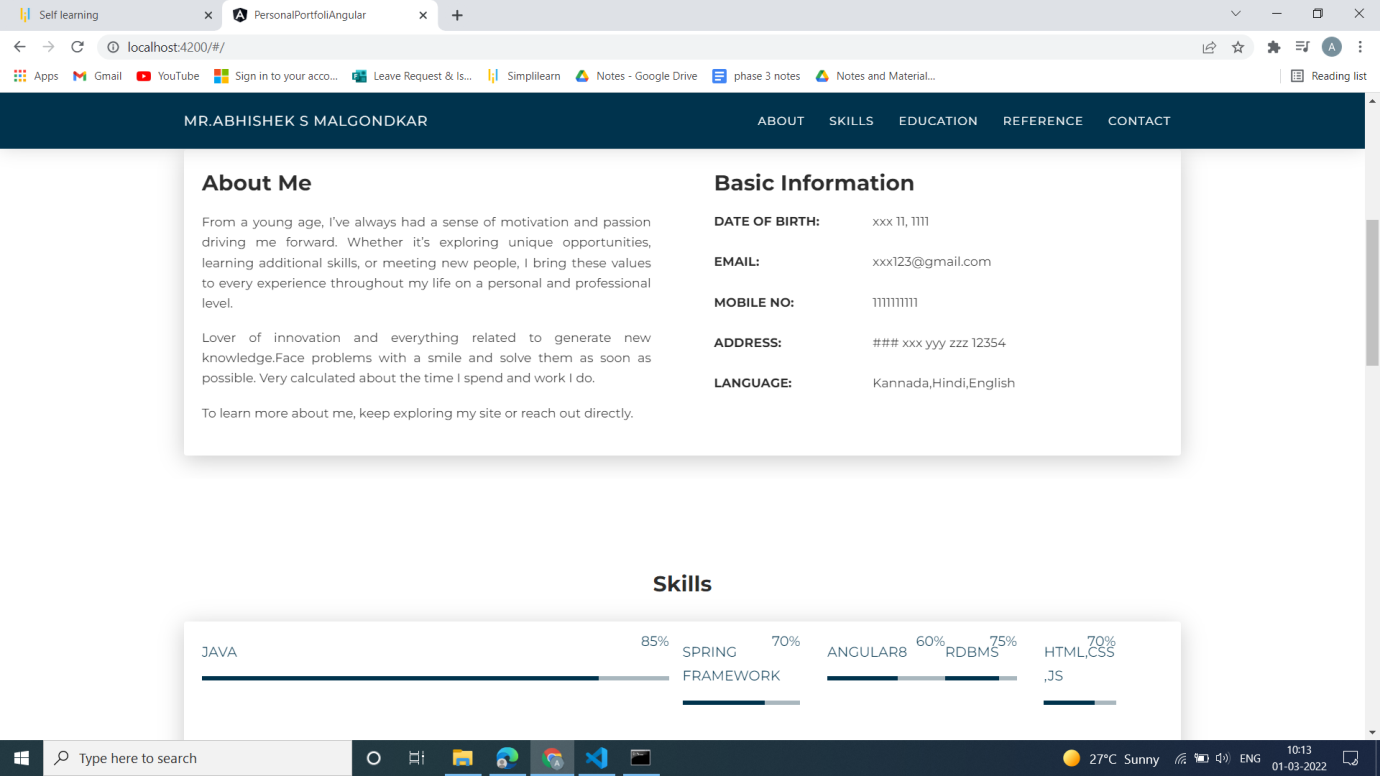 Self learning
PersonalPortfoliAngular
localhost:4200/#/
A
Apps
Gmail
YouTube
Sign in to your acco...
Leave Request & Is...
Simplilearn
Notes - Google Drive
phase 3 notes
Notes and Material...
Reading list
MR.ABHISHEK S MALGONDKAR
ABOUT
SKILLS
EDUCATION
REFERENCE
CONTACT
About Me
From a young age, I've always had a sense of motivation and passion
driving me forward. Whether it's exploring unique opportunities,
learning additional skills, or meeting new people, I bring these values
to every experience throughout my life on a personal and professional
level.
Lover of innovation and everything related to generate new
knowledge.Face problems with a smile and solve them as soon as
possible. Very calculated about the time I spend and work I do.
To learn more about me, keep exploring my site or reach out directly.
Basic Information
DATE OF BIRTH: xxx 11, 1111
EMAIL: xxx123@gmail.com
MOBILE NO: 1111111111
ADDRESS: ### xxx yyy zzz 12354
LANGUAGE: Kannada,Hindi,English
Skills
JAVA
85%
SPRING
FRAMEWORK
70%
ANGULAR8
60%
RDBMS
75%
HTML,CSS
,JS
70%
Type here to search
27°C Sunny
ENG
10:13
01-03-2022